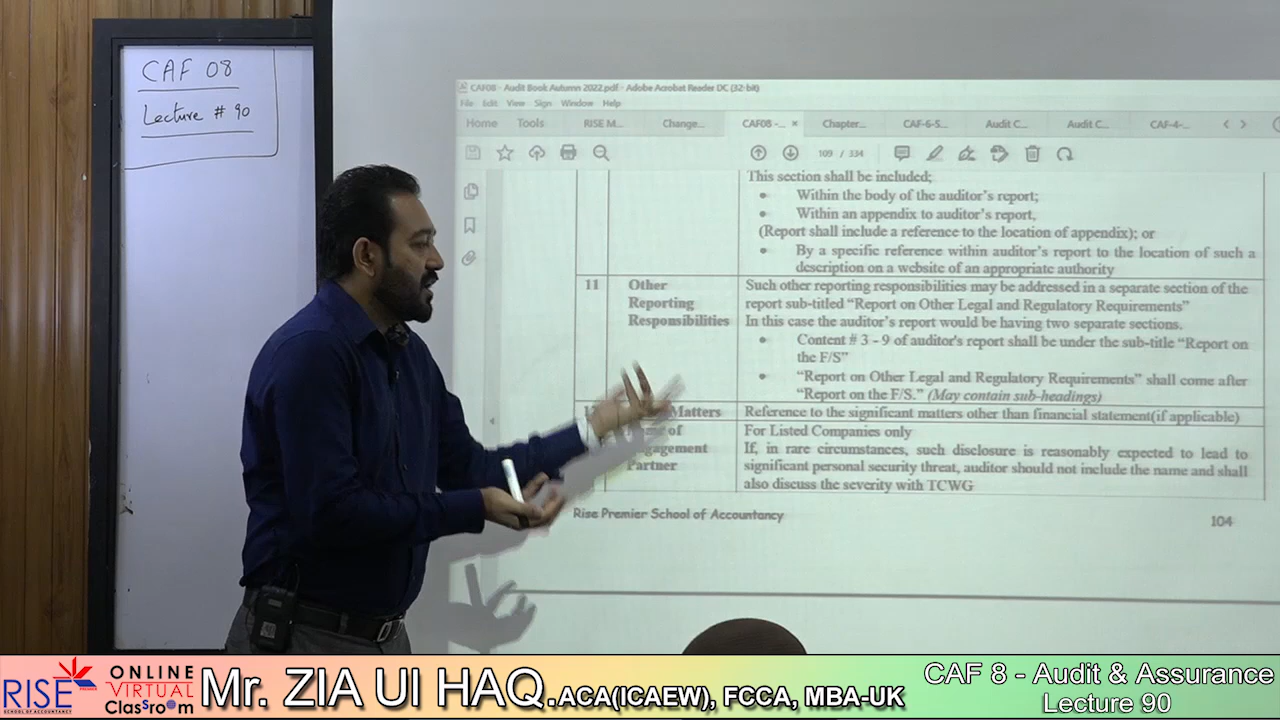 CAF 08
Lecture # 90
CAF08 - Audit Book Autumn 2022.pdf - Adobe Acrobat Reader DC (32-bit)
File Edit View Sign Window Help
Home Tools RISE M... Change... CAF08 -... × Chapter... CAF-6-5... Audit C... Audit C... CAF-4-...
109 / 334
This section shall be included;
• Within the body of the auditor's report;
• Within an appendix to auditor's report,
(Report shall include a reference to the location of appendix); or
• By a specific reference within auditor's report to the location of such a
description on a website of an appropriate authority
11 Other Reporting Responsibilities
Such other reporting responsibilities may be addressed in a separate section of the
report sub-titled "Report on Other Legal and Regulatory Requirements"
In this case the auditor's report would be having two separate sections.
• Content # 3 - 9 of auditor's report shall be under the sub-title "Report on
the F/S"
• "Report on Other Legal and Regulatory Requirements" shall come after
"Report on the F/S." (May contain sub-headings)
Matters Reference to the significant matters other than financial statement(if applicable)
of
Partner
For Listed Companies only
If, in rare circumstances, such disclosure is reasonably expected to lead to
significant personal security threat, auditor should not include the name and shall
also discuss the severity with TCWG
Rise Premier School of Accountancy 104
RISE PREMIER
SCHOOL OF ACCOUNTANCY
ONLINE
VIRTUAL
Classroom
Mr. ZIA Ul HAQ. ACA(ICAEW), FCCA, MBA-UK
CAF 8 - Audit & Assurance
Lecture 90